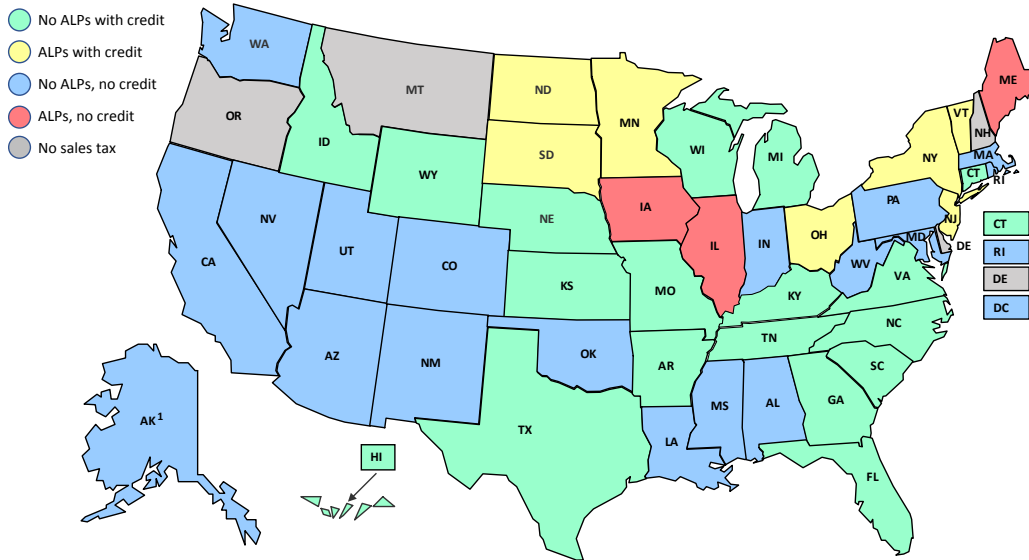 No ALPs with credit
ALPs with credit
No ALPs, no credit
ALPs, no credit
No sales tax
WA
MT
ND
MN
ME
OR
ID
WY
SD
WI
MI
VT
NH
NY
MA
CT
RI
NV
UT
CO
NE
IA
IL
IN
OH
PA
NJ
CA
KS
MO
KY
WV
MD
DE
VA
CT
RI
DE
DC
AZ
NM
OK
AR
TN
NC
SC
TX
LA
MS
AL
GA
FL
AK1
HI